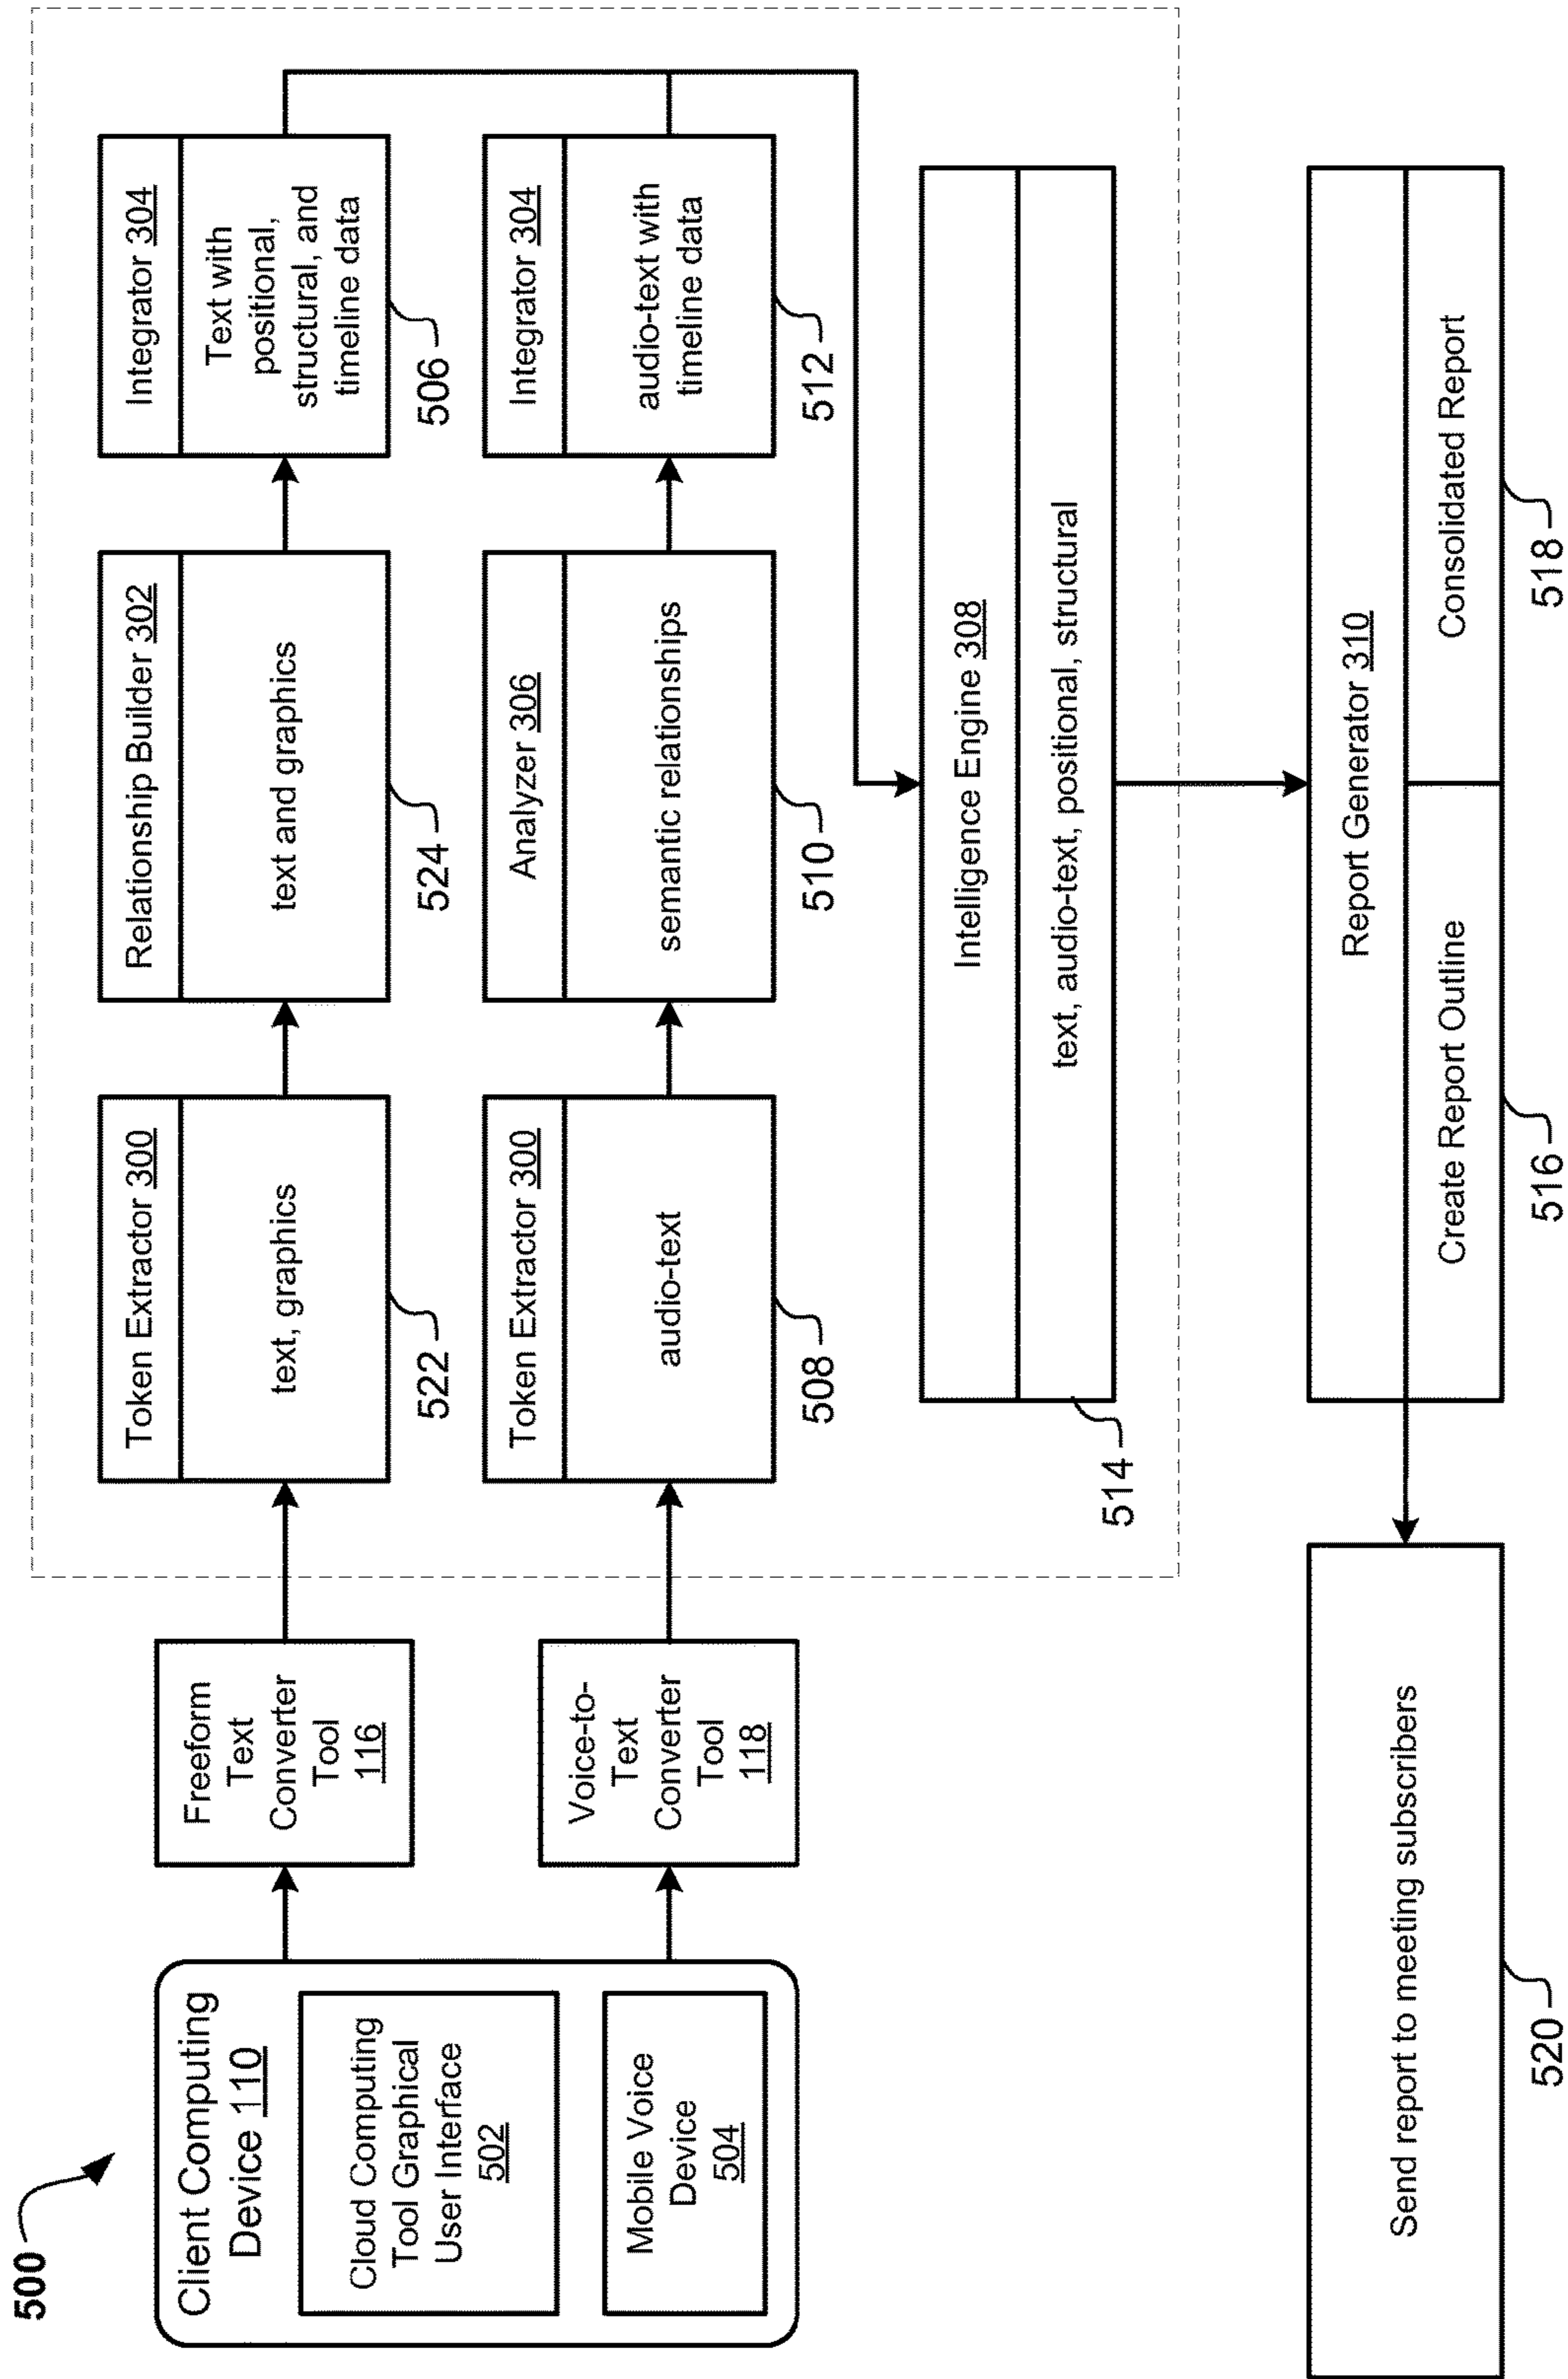 500
Client Computing
Device 110
Cloud Computing
Tool Graphical
User Interface
502
Mobile Voice
Device
504
Freeform
Text
Converter
Tool
116
Voice-to-
Text
Converter
Tool
118
Token Extractor 300
text, graphics
522
Relationship Builder 302
text and graphics
524
Integrator 304
Text with
positional,
structural, and
timeline data
506
Token Extractor 300
audio-text
508
Analyzer 306
semantic relationships
510
Integrator 304
audio-text with
timeline data
512
Intelligence Engine 308
text, audio-text, positional, structural
514
Report Generator 310
Create Report Outline
516
Consolidated Report
518
Send report to meeting subscribers
520